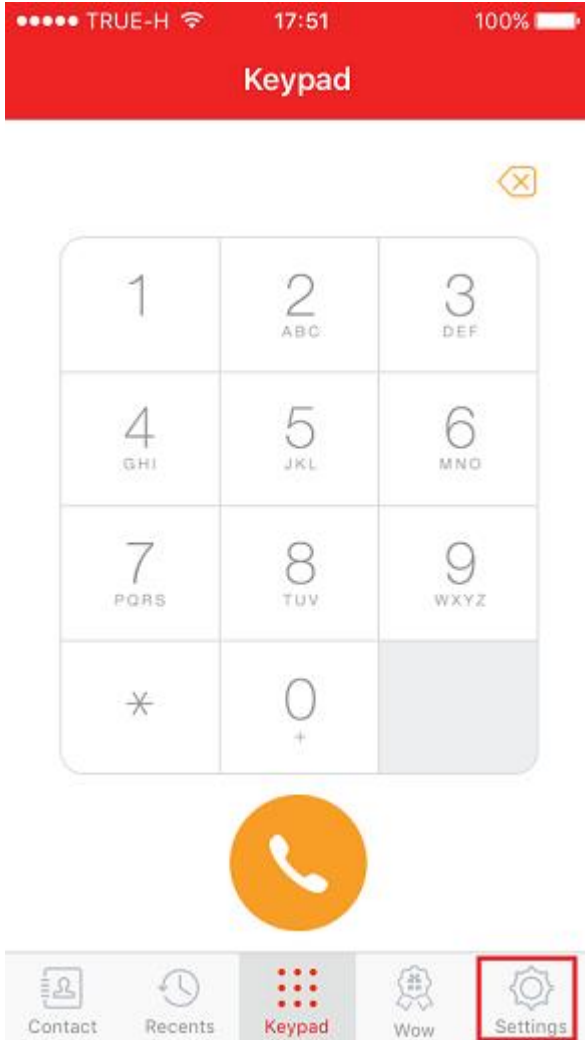 TRUE-H 17:51 100%
Keypad
1 2 3
ABC DEF
4 5 6
GHI JKL MNO
7 8 9
PQRS TUV WXYZ
* 0
+
Contact Recents Keypad Wow Settings